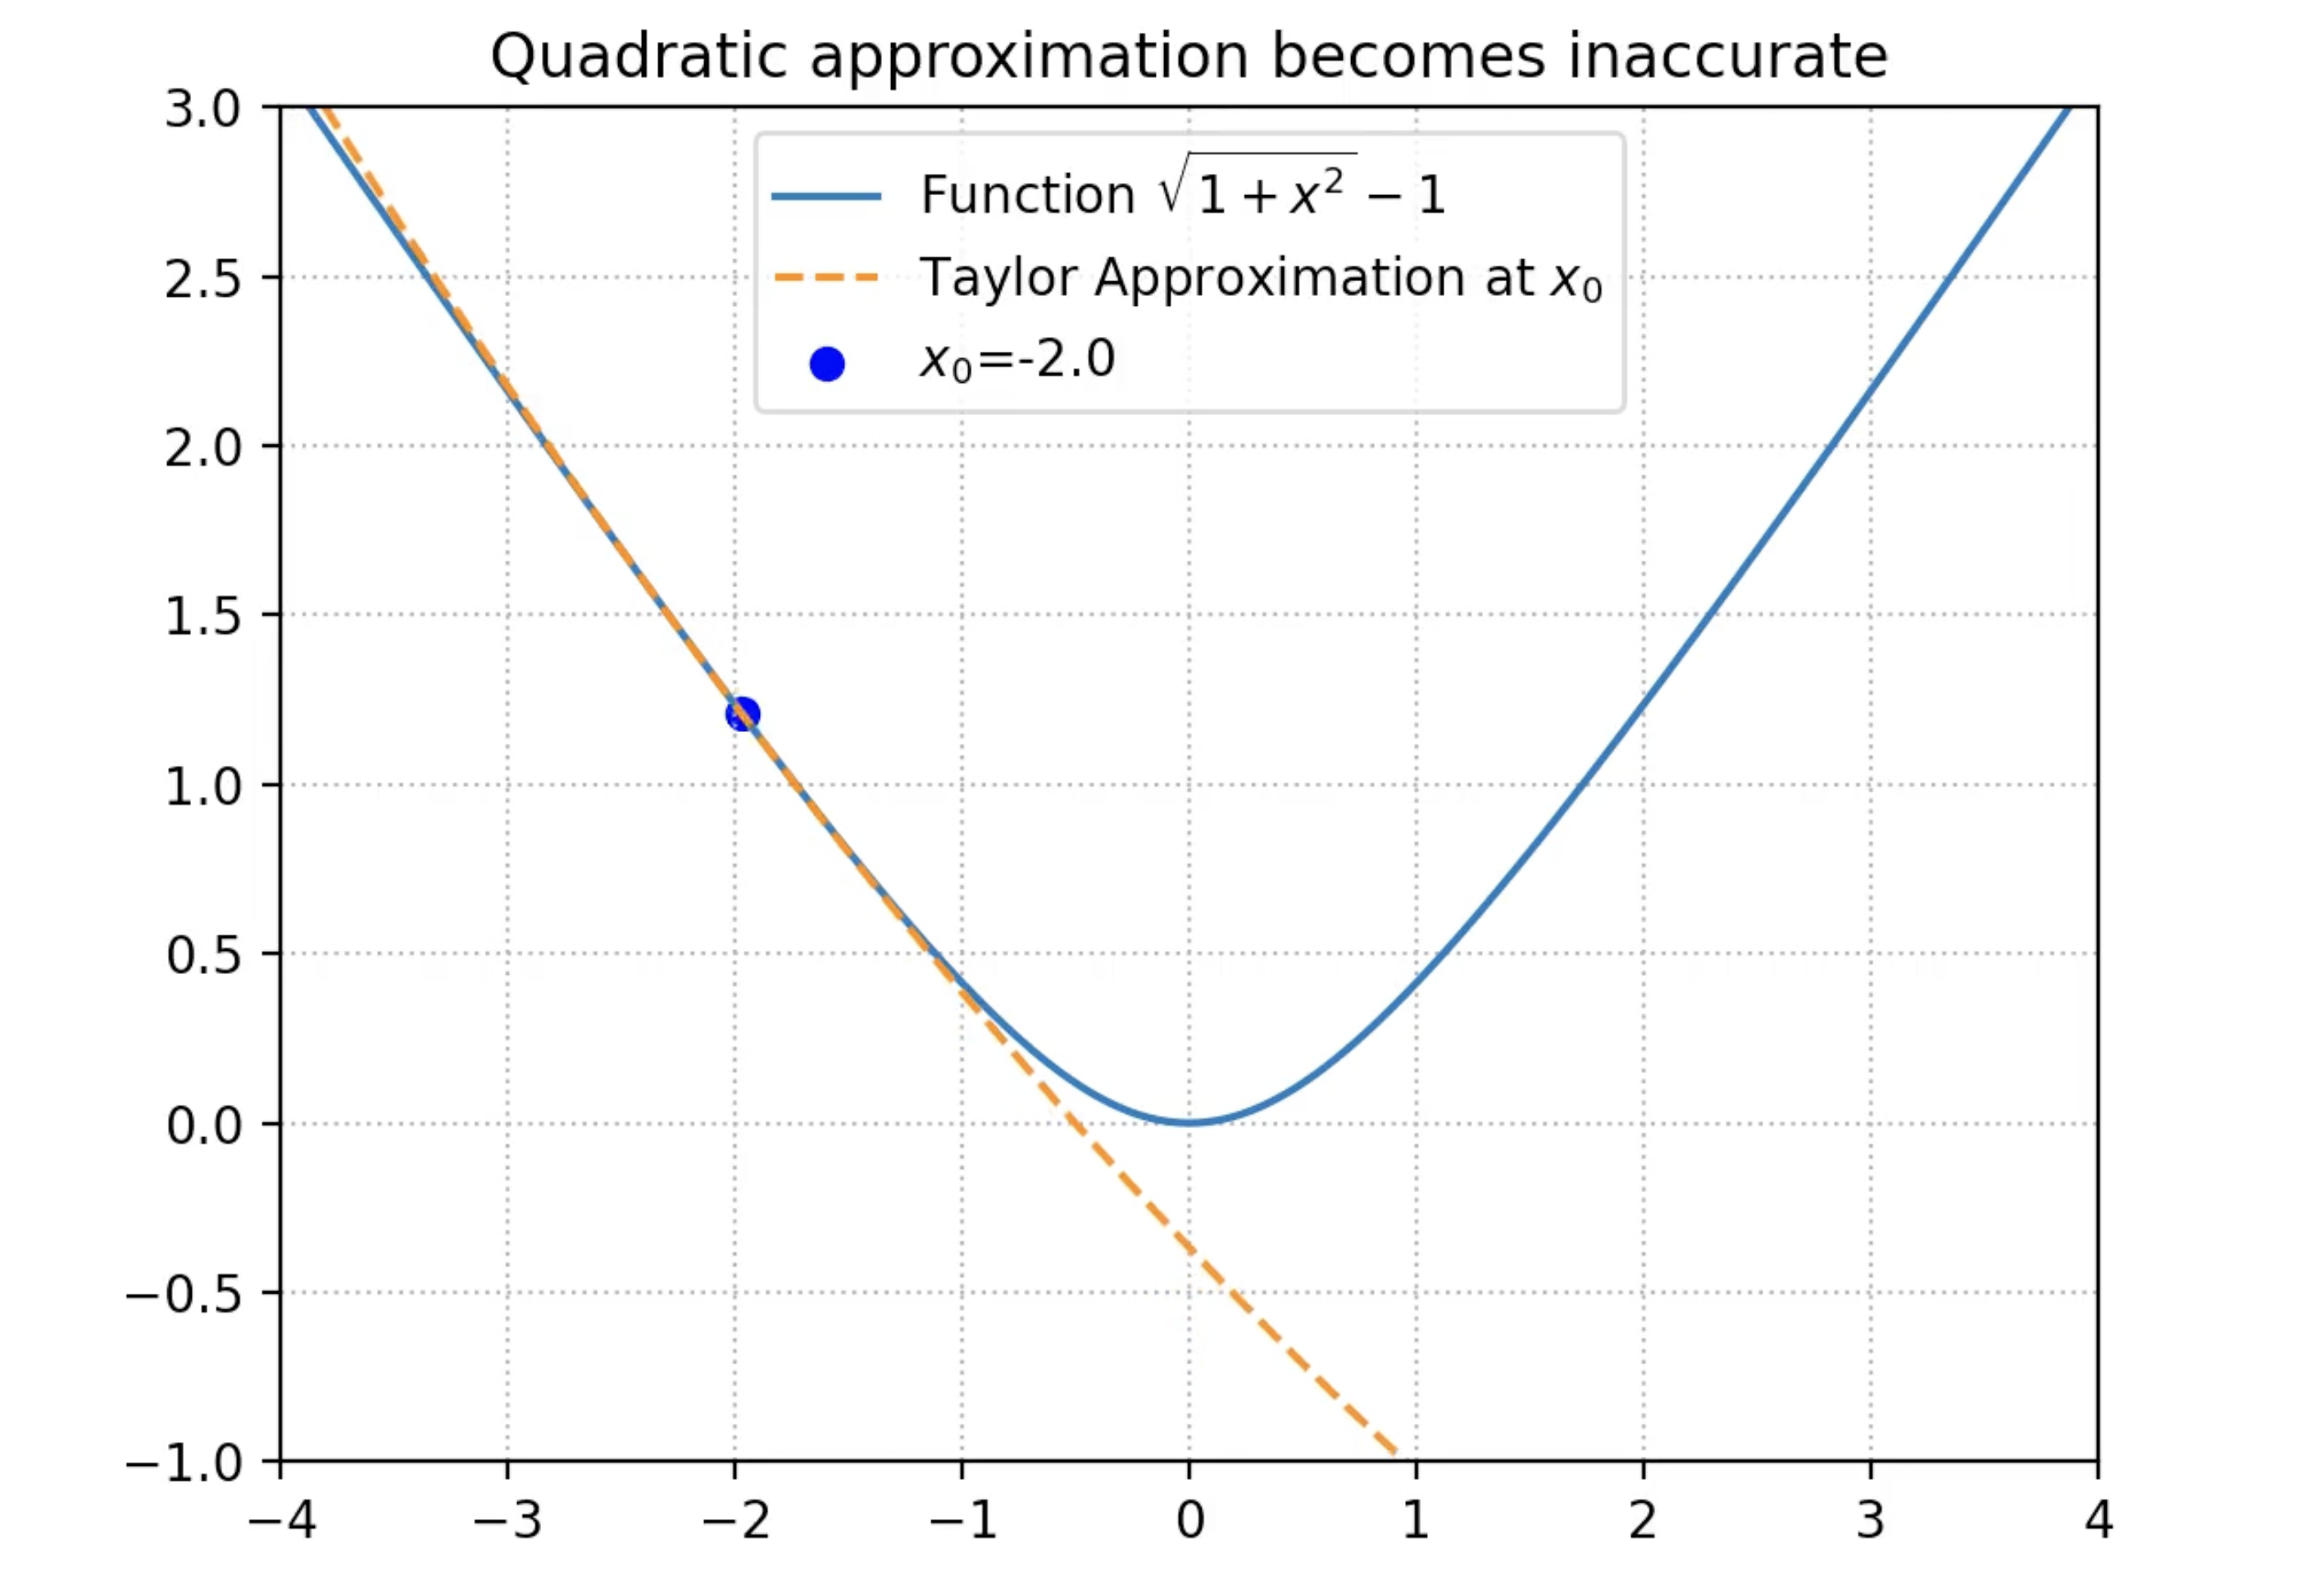 Quadratic approximation becomes inaccurate
3.0
2.5
2.0
1.5
1.0
0.5
0.0
−0.5
−1.0
Function √1 + x² − 1
Taylor Approximation at x₀
x₀=-2.0
−4 −3 −2 −1 0 1 2 3 4